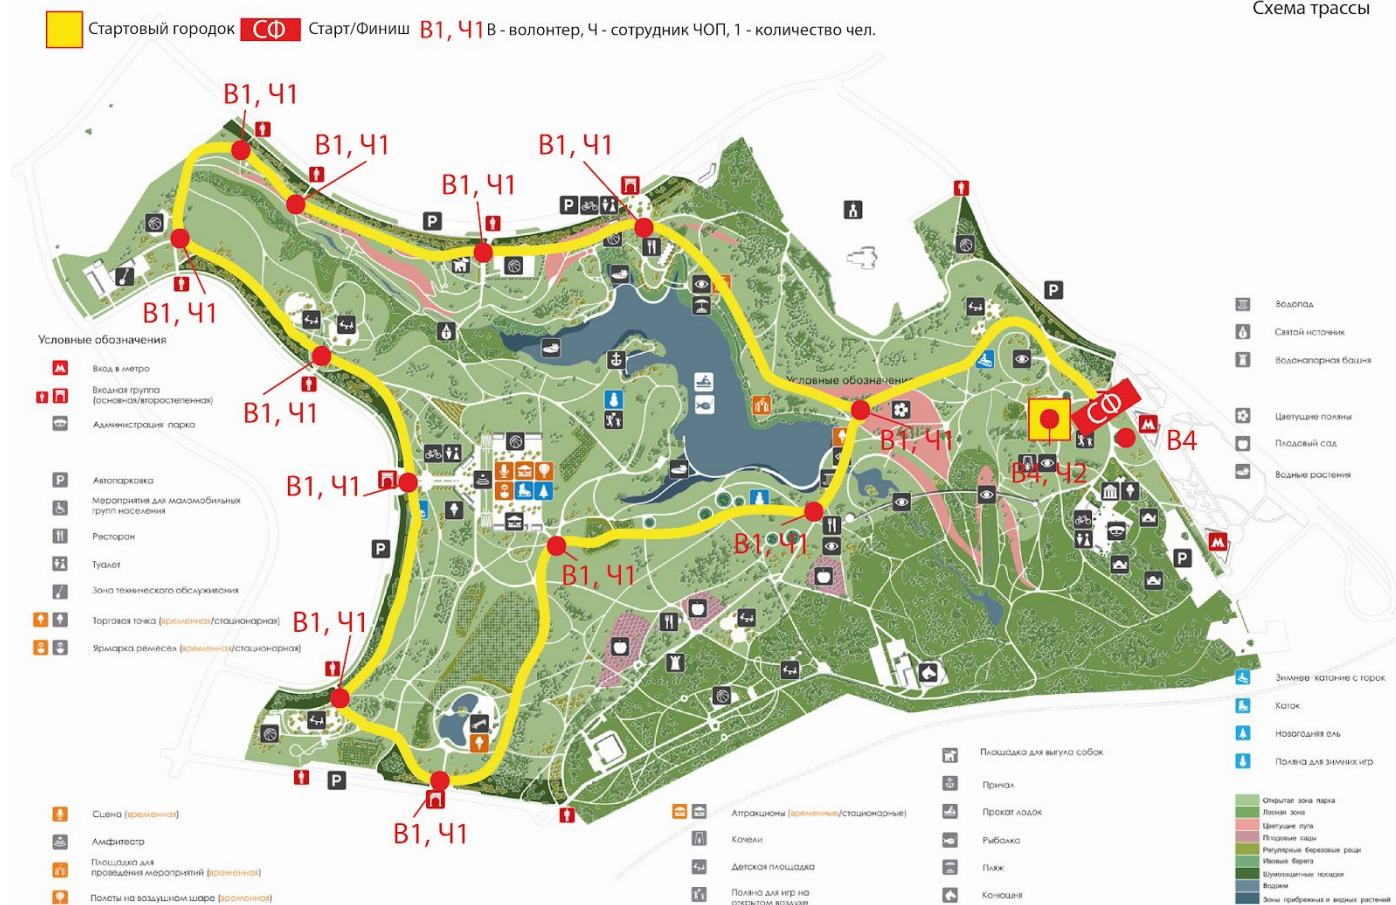 Схема трассы
Стартовый городок СФ Старт/Финиш В1, Ч1 В - волонтер, Ч - сотрудник ЧОП, 1 - количество чел.
В1, Ч1
В1, Ч1
В1, Ч1
В1, Ч1
В1, Ч1
В1, Ч1
В1, Ч1
В1, Ч1
В1, Ч1
В1, Ч1
В1, Ч1
В1, Ч1
В1, Ч1
В4, Ч2
СФ
В4
Условные обозначения
Условные обозначения
Вход в метро
Входная группа
(основная/второстепенная)
Администрация парка
Автопарковка
Мероприятия для маломобильных
групп населения
Ресторан
Туалет
Зона технического обслуживания
Торговая точка (временная/стационарная)
Ярмарка ремесел (временная/стационарная)
Сцена (временная)
Амфитеатр
Площадка для
проведения мероприятий (временная)
Полеты на воздушном шаре (временная)
Аттракционы (временные/стационарные)
Качели
Детская площадка
Поляна для игр на
открытом воздухе
Площадка для выгула собак
Причал
Прокат лодок
Рыбалка
Пляж
Конюшня
Водопад
Святой источник
Водонапорная башня
Цветущие поляны
Плодовый сад
Водные растения
Зимнее катание с горок
Каток
Новогодняя ель
Поляна для зимних игр
Открытая зона парка
Лесная зона
Цветущие луга
Плодовые сады
Регулярные березовые рощи
Ивовые берега
Шумозащитные посадки
Водоем
Зоны прибрежных и водных растений